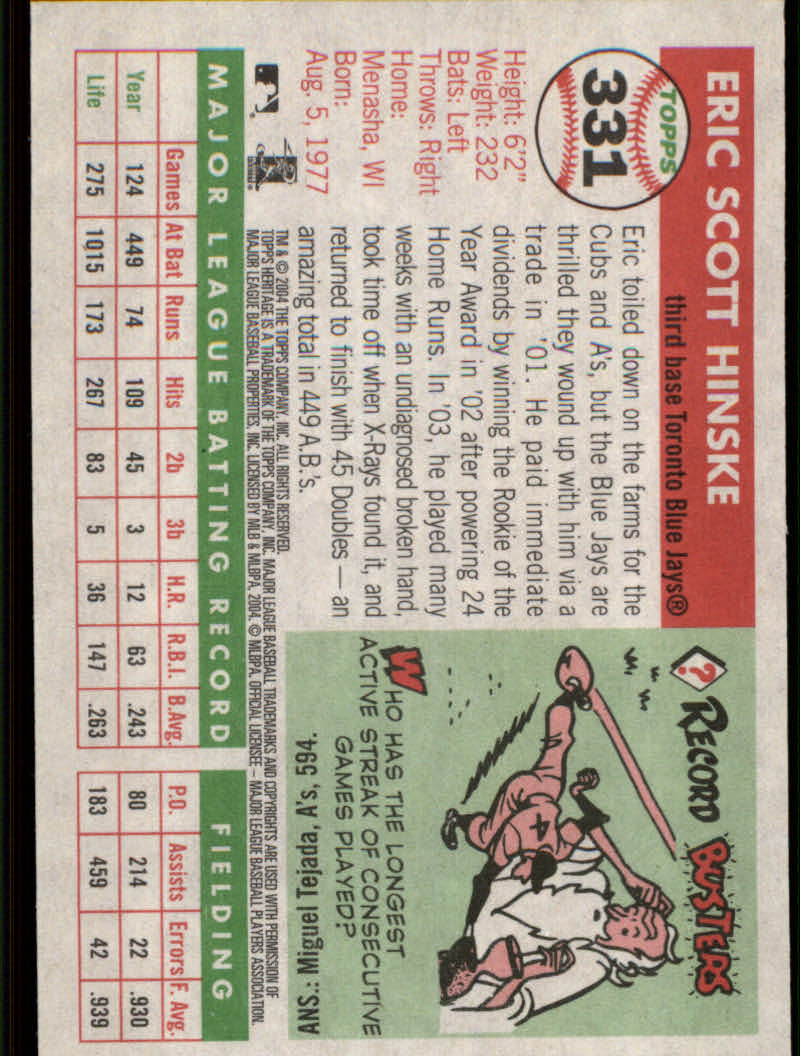 ERIC SCOTT HINSKE
third base Toronto Blue Jays®
TOPPS
331
Height: 6'2"
Weight: 232
Bats: Left
Throws: Right
Home:
Menasha, WI
Born:
Aug. 5, 1977
Eric toiled down on the farms for the
Cubs and A's, but the Blue Jays are
thrilled they wound up with him via a
trade in '01. He paid immediate
dividends by winning the Rookie of the
Year Award in '02 after powering 24
Home Runs. In '03, he played many
weeks with an undiagnosed broken hand,
took time off when X-Rays found it, and
returned to finish with 45 Doubles — an
amazing total in 449 A.B.'s.
? RECORD BUSTERS
4
WHO HAS THE LONGEST
ACTIVE STREAK OF CONSECUTIVE
GAMES PLAYED?
ANS.: Miguel Tejada, A's, 594.
TM & © 2004 THE TOPPS COMPANY, INC. ALL RIGHTS RESERVED.
TOPPS HERITAGE IS A TRADEMARK OF THE TOPPS COMPANY, INC. MAJOR LEAGUE BASEBALL TRADEMARKS AND COPYRIGHTS ARE USED WITH PERMISSION OF
MAJOR LEAGUE BASEBALL PROPERTIES, INC. LICENSED BY MLB & MLBPA, 2004. © MLBPA, OFFICIAL LICENSEE – MAJOR LEAGUE BASEBALL PLAYERS ASSOCIATION.
MAJOR LEAGUE BATTING RECORD FIELDING
Year Games At Bat Runs Hits 2b 3b H.R. R.B.I. B.Avg. P.O. Assists Errors F. Avg.
124 449 74 109 45 3 12 63 .243 80 214 22 .930
Life 275 1015 173 267 83 5 36 147 .263 183 459 42 .939